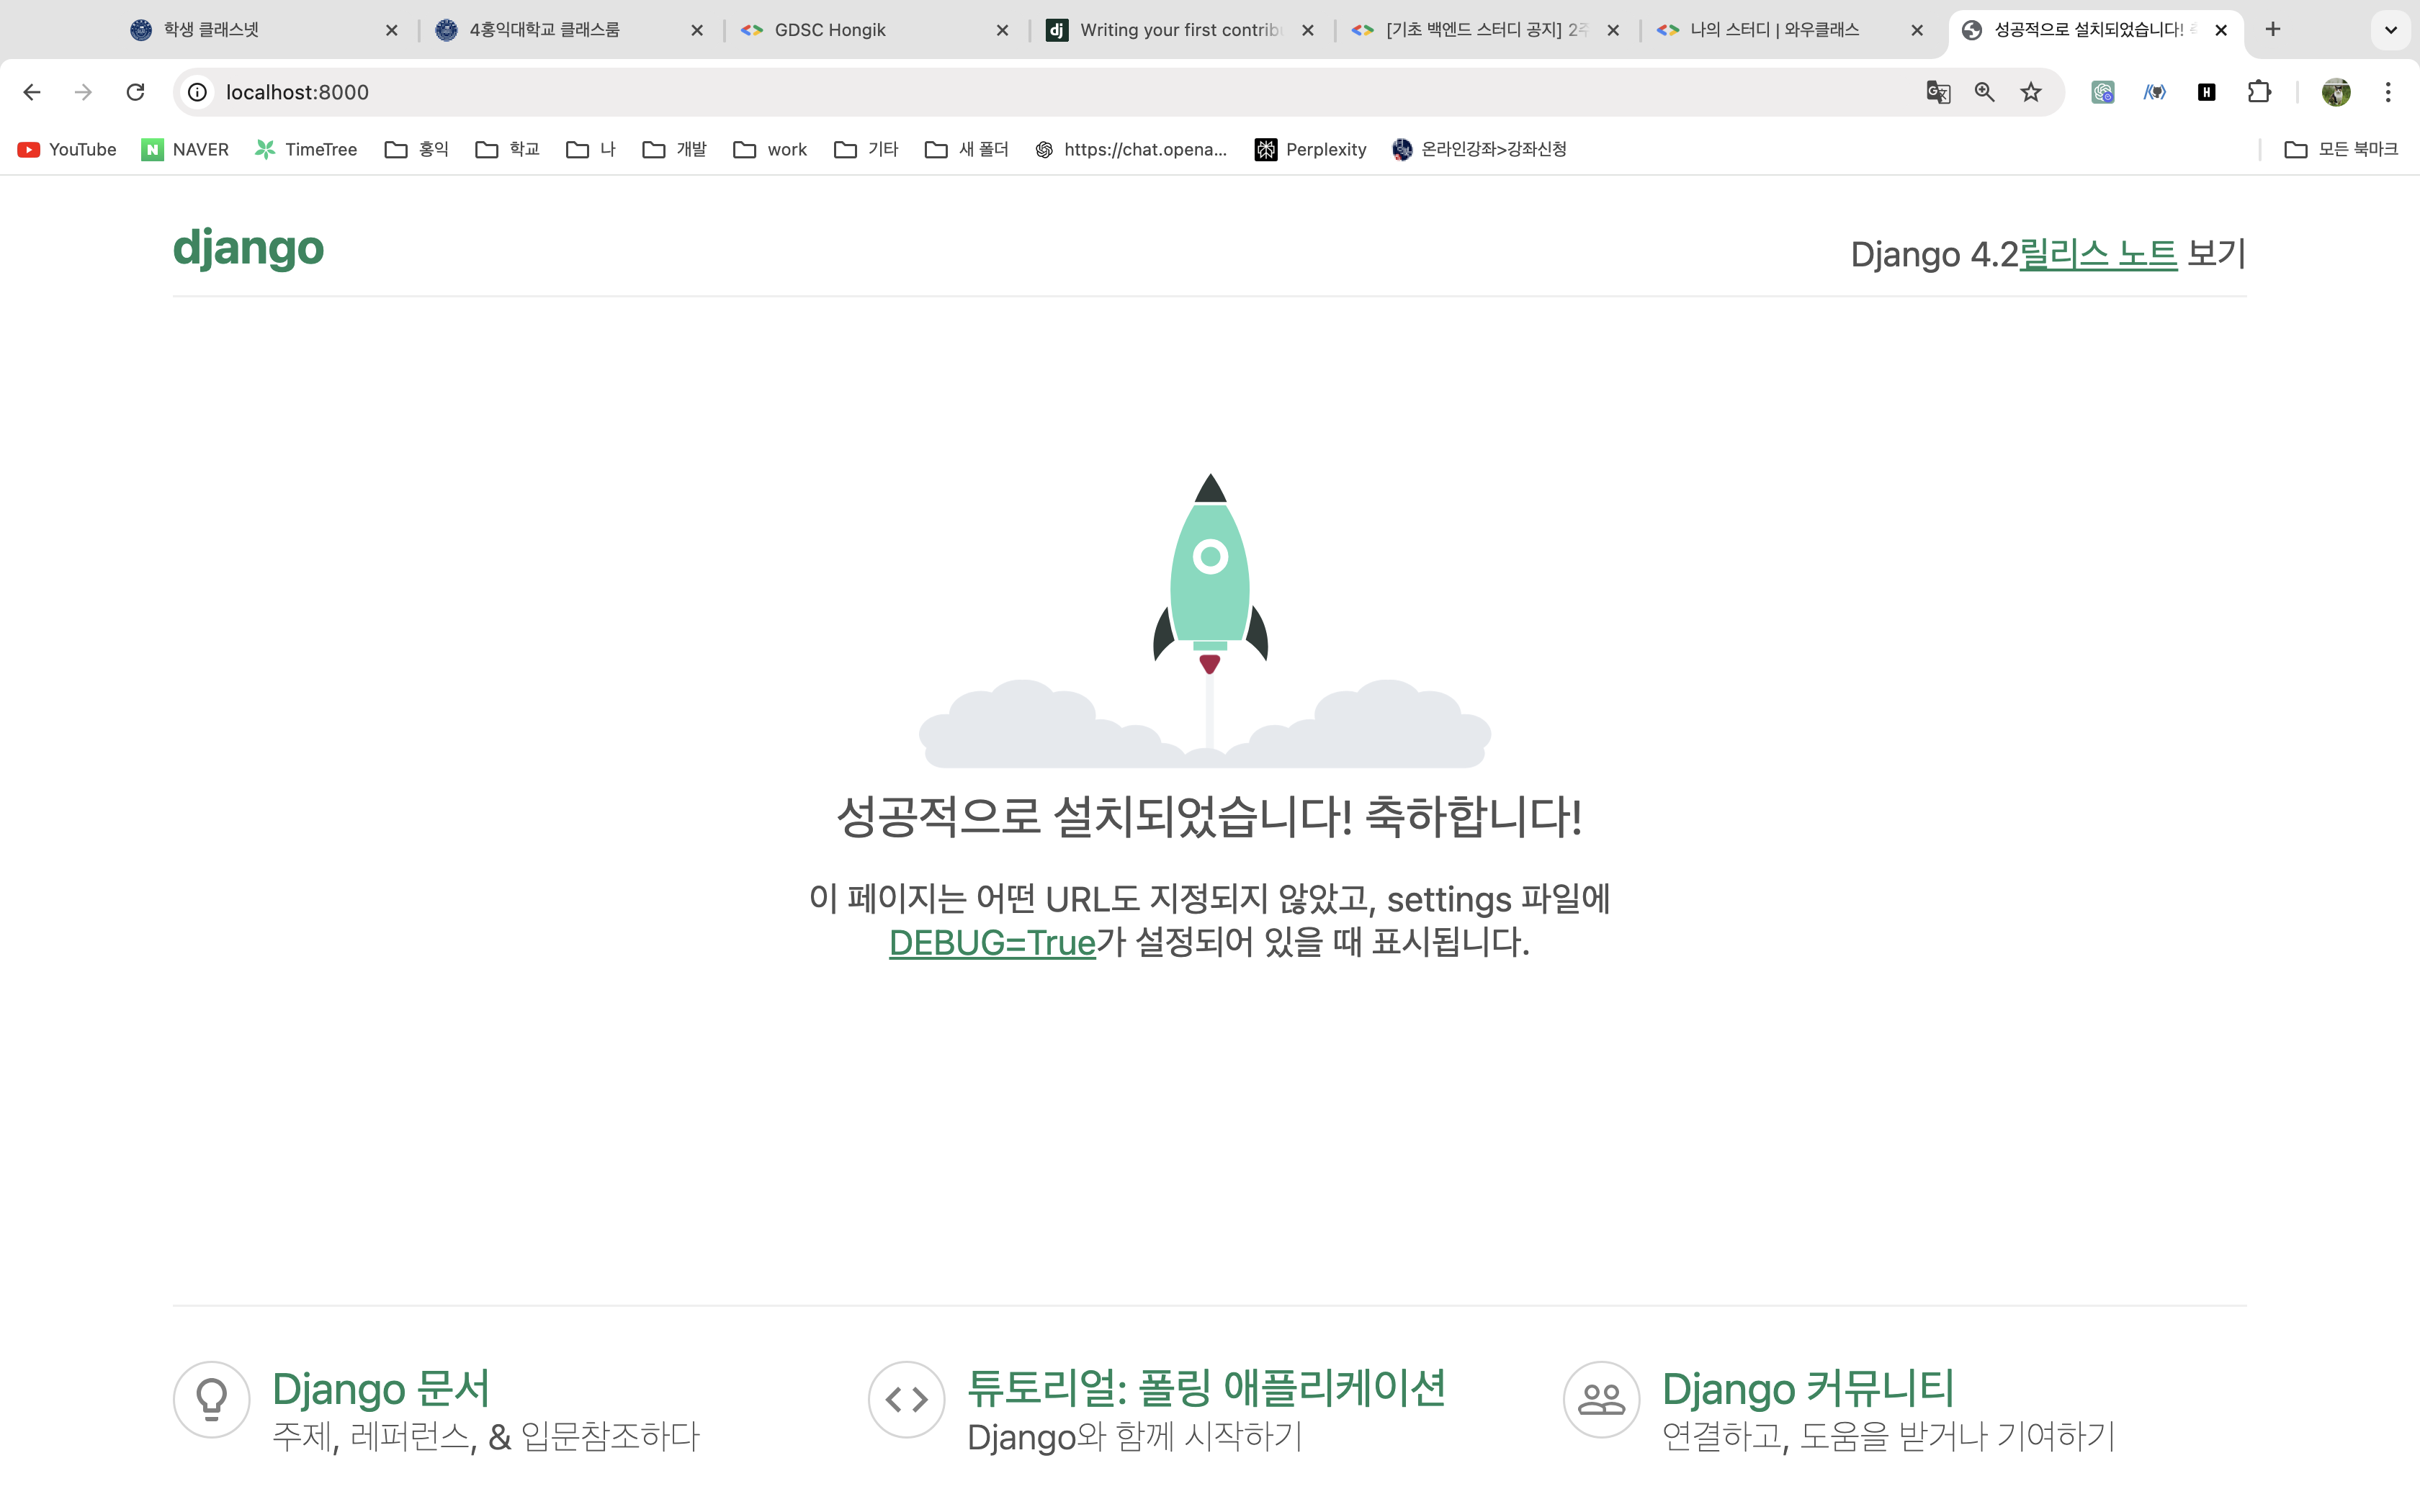 학생 클래스넷
4홍익대학교 클래스룸
GDSC Hongik
Writing your first contrib
[기초 백엔드 스터디 공지] 2주
나의 스터디 | 와우클래스
성공적으로 설치되었습니다!
localhost:8000
YouTube
NAVER
TimeTree
홍익
학교
나
개발
work
기타
새 폴더
https://chat.opena...
Perplexity
온라인강좌>강좌신청
모든 북마크
django
Django 4.2릴리스 노트 보기
성공적으로 설치되었습니다! 축하합니다!
이 페이지는 어떤 URL도 지정되지 않았고, settings 파일에
DEBUG=True가 설정되어 있을 때 표시됩니다.
Django 문서
주제, 레퍼런스, & 입문참조하다
튜토리얼: 폴링 애플리케이션
Django와 함께 시작하기
Django 커뮤니티
연결하고, 도움을 받거나 기여하기